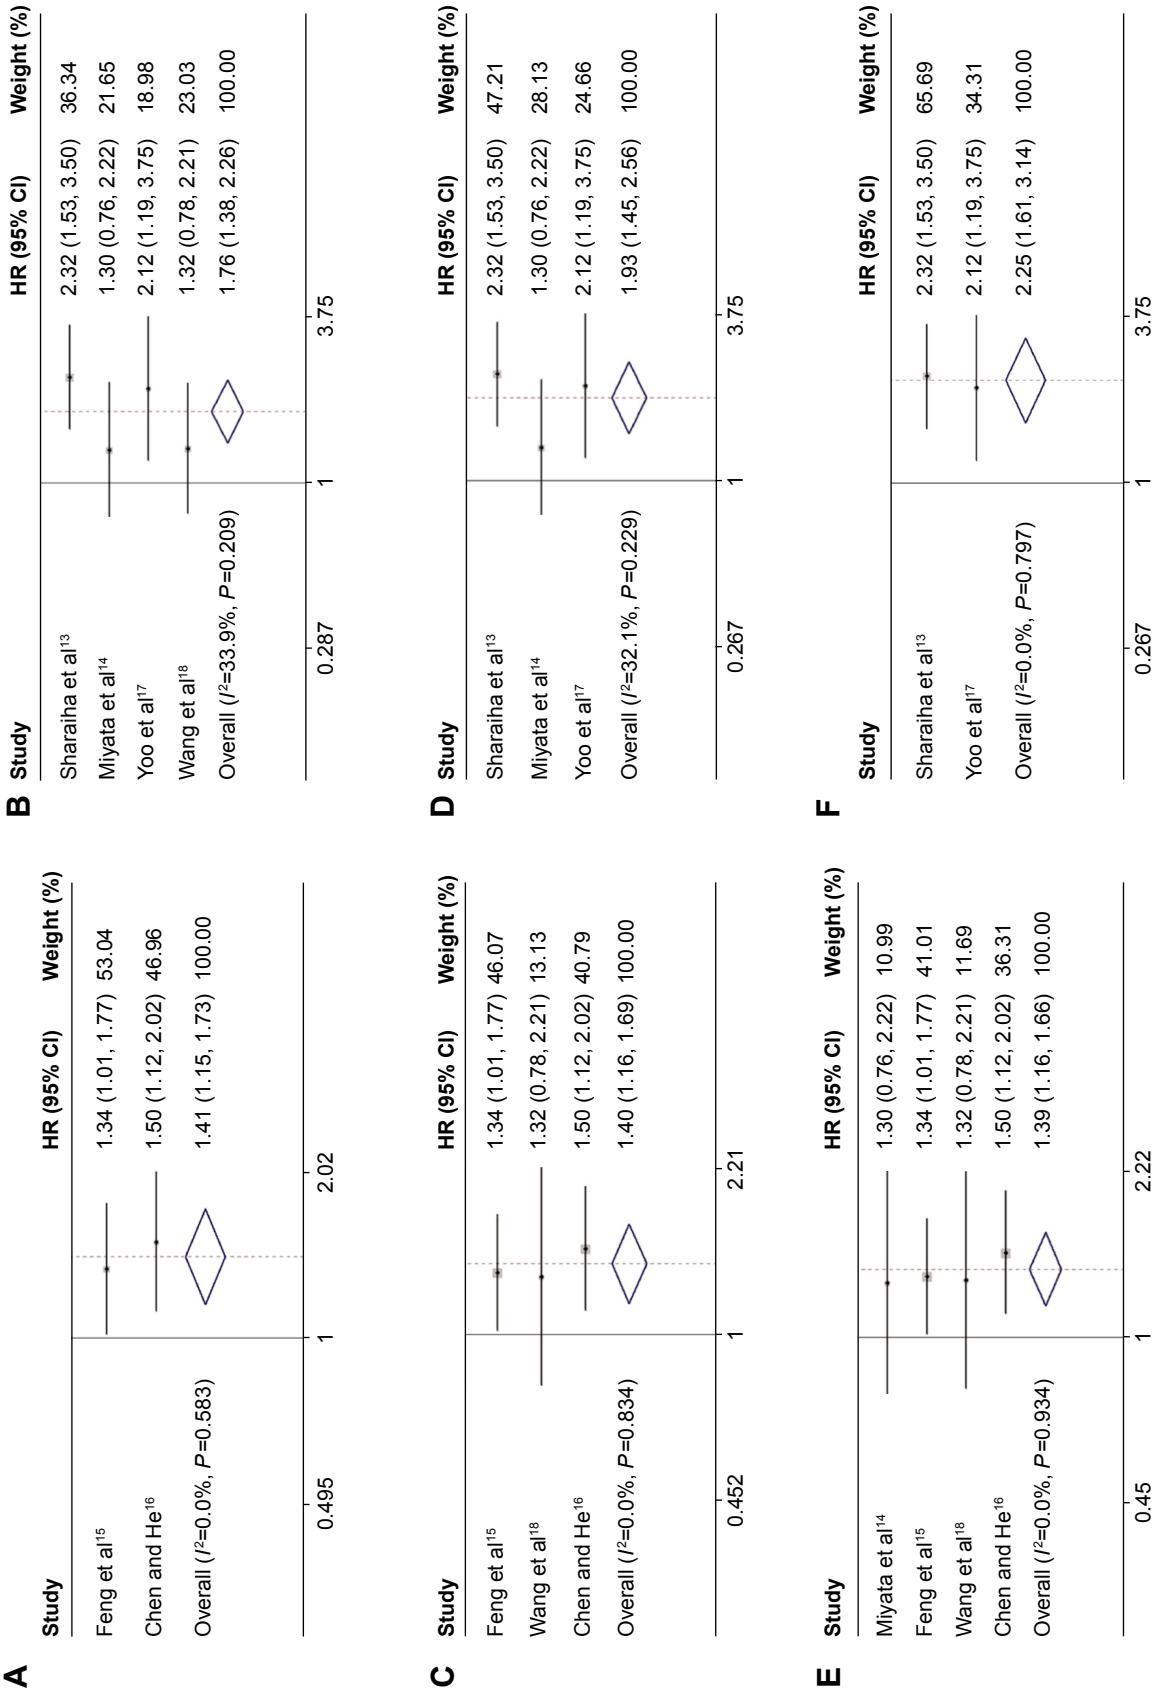 A
Study HR (95% CI) Weight (%)
Feng et al15 1.34 (1.01, 1.77) 53.04
Chen and He16 1.50 (1.12, 2.02) 46.96
Overall (I2=0.0%, P=0.583) 1.41 (1.15, 1.73) 100.00
0.495 1 2.02
B
Study HR (95% CI) Weight (%)
Sharaiha et al13 2.32 (1.53, 3.50) 36.34
Miyata et al14 1.30 (0.76, 2.22) 21.65
Yoo et al17 2.12 (1.19, 3.75) 18.98
Wang et al18 1.32 (0.78, 2.21) 23.03
Overall (I2=33.9%, P=0.209) 1.76 (1.38, 2.26) 100.00
0.287 1 3.75
C
Study HR (95% CI) Weight (%)
Feng et al15 1.34 (1.01, 1.77) 46.07
Wang et al18 1.32 (0.78, 2.21) 13.13
Chen and He16 1.50 (1.12, 2.02) 40.79
Overall (I2=0.0%, P=0.834) 1.40 (1.16, 1.69) 100.00
0.452 1 2.21
D
Study HR (95% CI) Weight (%)
Sharaiha et al13 2.32 (1.53, 3.50) 47.21
Miyata et al14 1.30 (0.76, 2.22) 28.13
Yoo et al17 2.12 (1.19, 3.75) 24.66
Overall (I2=32.1%, P=0.229) 1.93 (1.45, 2.56) 100.00
0.267 1 3.75
E
Study HR (95% CI) Weight (%)
Miyata et al14 1.30 (0.76, 2.22) 10.99
Feng et al15 1.34 (1.01, 1.77) 41.01
Wang et al18 1.32 (0.78, 2.21) 11.69
Chen and He16 1.50 (1.12, 2.02) 36.31
Overall (I2=0.0%, P=0.934) 1.39 (1.16, 1.66) 100.00
0.45 1 2.22
F
Study HR (95% CI) Weight (%)
Sharaiha et al13 2.32 (1.53, 3.50) 65.69
Yoo et al17 2.12 (1.19, 3.75) 34.31
Overall (I2=0.0%, P=0.797) 2.25 (1.61, 3.14) 100.00
0.267 1 3.75